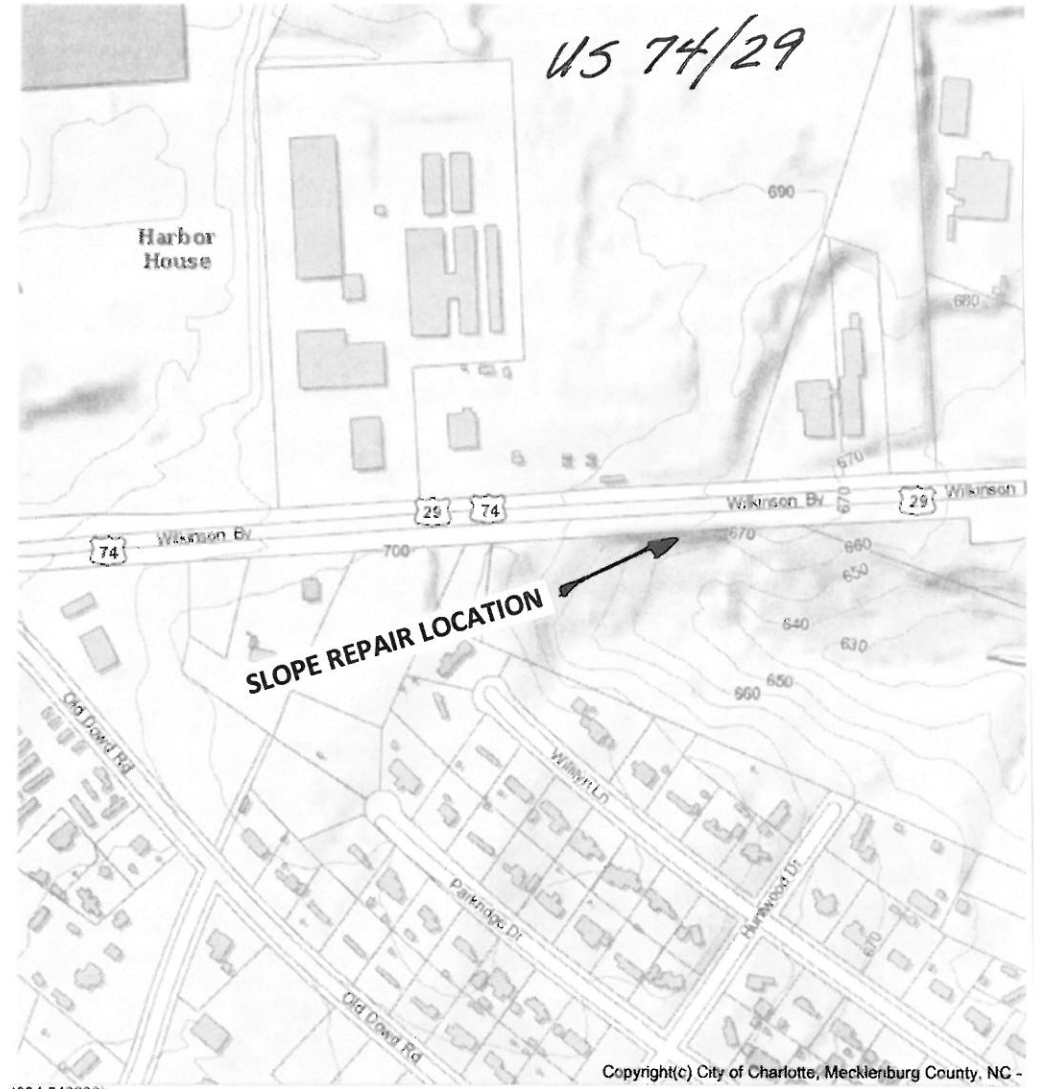 US 74/29
690
Harbor
House
680
670
670
Wilkinson Bv
29
Wilkinson
29
74
Wilkinson Bv
74
700
670
660
650
SLOPE REPAIR LOCATION
640
630
650
660
Old Dowd Rd
Parkridge Dr
Huntwood Dr
670
Old Dowd Rd
Copyright(c) City of Charlotte, Mecklenburg County, NC -